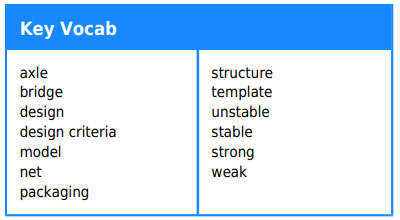 Key Vocab
axle
bridge
design
design criteria
model
net
packaging
structure
template
unstable
stable
strong
weak